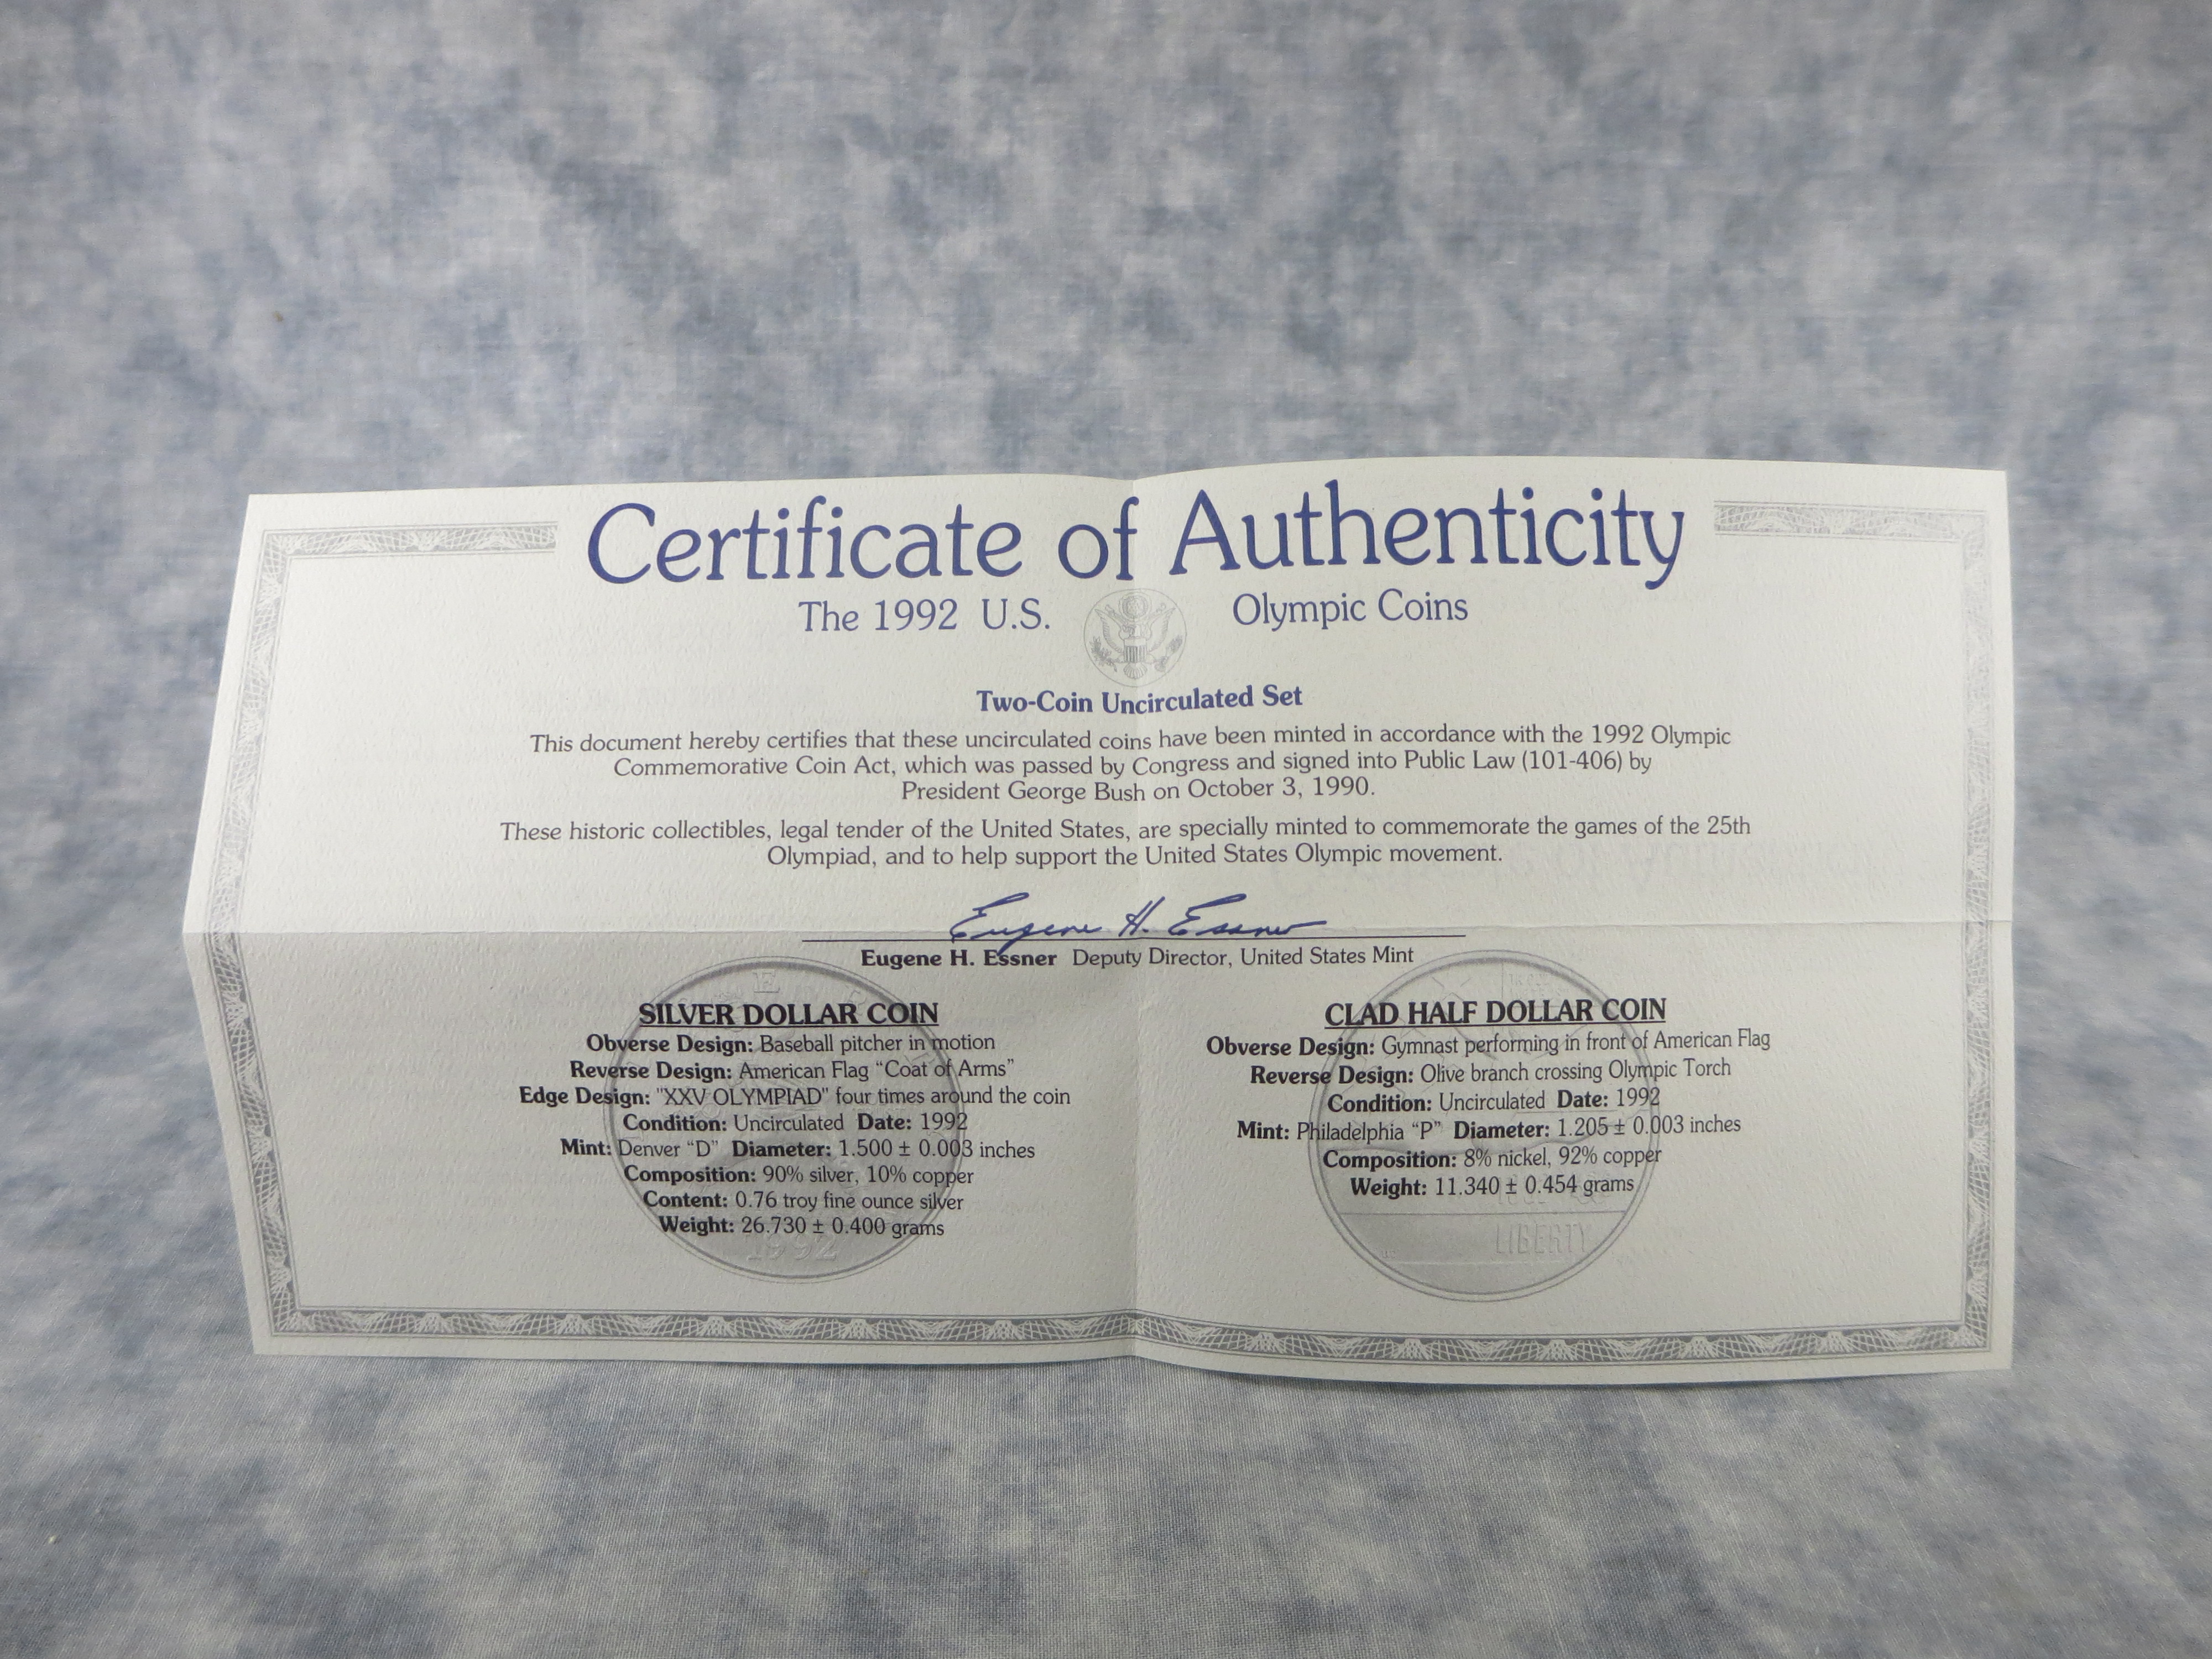 Certificate of Authenticity
The 1992 U.S. Olympic Coins
Two-Coin Uncirculated Set
This document hereby certifies that these uncirculated coins have been minted in accordance with the 1992 Olympic
Commemorative Coin Act, which was passed by Congress and signed into Public Law (101-406) by
President George Bush on October 3, 1990.
These historic collectibles, legal tender of the United States, are specially minted to commemorate the games of the 25th
Olympiad, and to help support the United States Olympic movement.
Eugene H. Essner
Eugene H. Essner Deputy Director, United States Mint
SILVER DOLLAR COIN
Obverse Design: Baseball pitcher in motion
Reverse Design: American Flag “Coat of Arms”
Edge Design: "XXV OLYMPIAD" four times around the coin
Condition: Uncirculated Date: 1992
Mint: Denver “D” Diameter: 1.500 ± 0.003 inches
Composition: 90% silver, 10% copper
Content: 0.76 troy fine ounce silver
Weight: 26.730 ± 0.400 grams
1992
CLAD HALF DOLLAR COIN
Obverse Design: Gymnast performing in front of American Flag
Reverse Design: Olive branch crossing Olympic Torch
Condition: Uncirculated Date: 1992
Mint: Philadelphia “P” Diameter: 1.205 ± 0.003 inches
Composition: 8% nickel, 92% copper
Weight: 11.340 ± 0.454 grams
LIBERTY